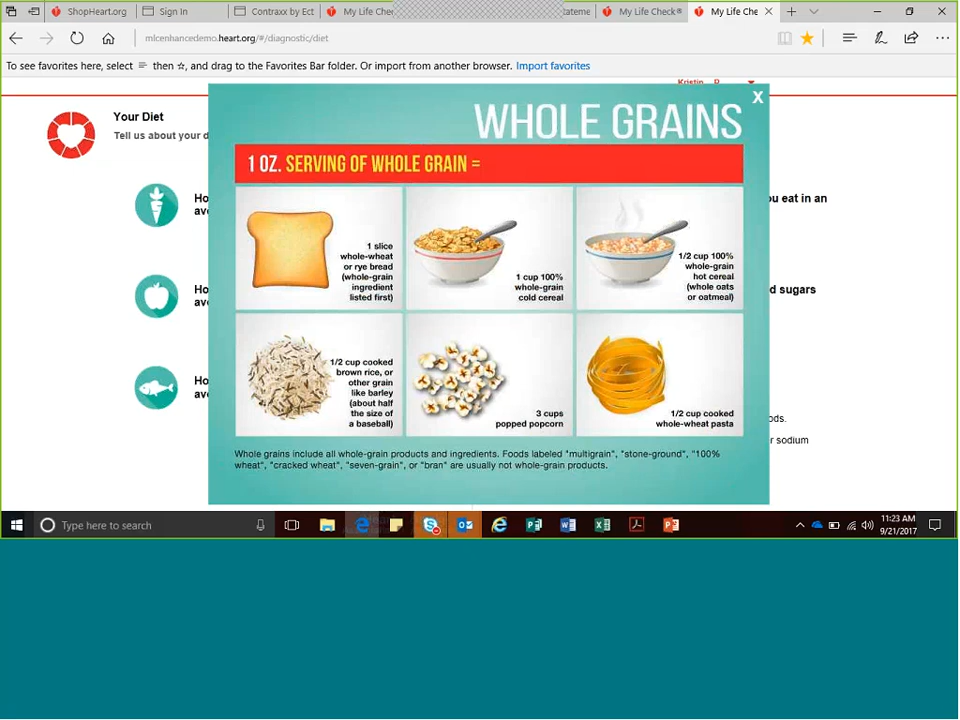 ShopHeart.org
Sign In
Contraxx by Ect
My Life Che
tateme
My Life Check®
My Life Che
mlcenhancedemo.heart.org/#/diagnostic/diet
To see favorites here, select then ☆, and drag to the Favorites Bar folder. Or import from another browser. Import favorites
Kristin
Your Diet
Tell us about your d
Ho
ave
u eat in an
Ho
ave
d sugars
Ho
ave
ods.
r sodium
X
WHOLE GRAINS
1 OZ. SERVING OF WHOLE GRAIN =
1 slice
whole-wheat
or rye bread
(whole-grain
ingredient
listed first)
1 cup 100%
whole-grain
cold cereal
1/2 cup 100%
whole-grain
hot cereal
(whole oats
or oatmeal)
1/2 cup cooked
brown rice, or
other grain
like barley
(about half
the size of
a baseball)
3 cups
popped popcorn
1/2 cup cooked
whole-wheat pasta
Whole grains include all whole-grain products and ingredients. Foods labeled "multigrain", "stone-ground", "100%
wheat", "cracked wheat", "seven-grain", or "bran" are usually not whole-grain products.
Type here to search
11:23 AM
9/21/2017